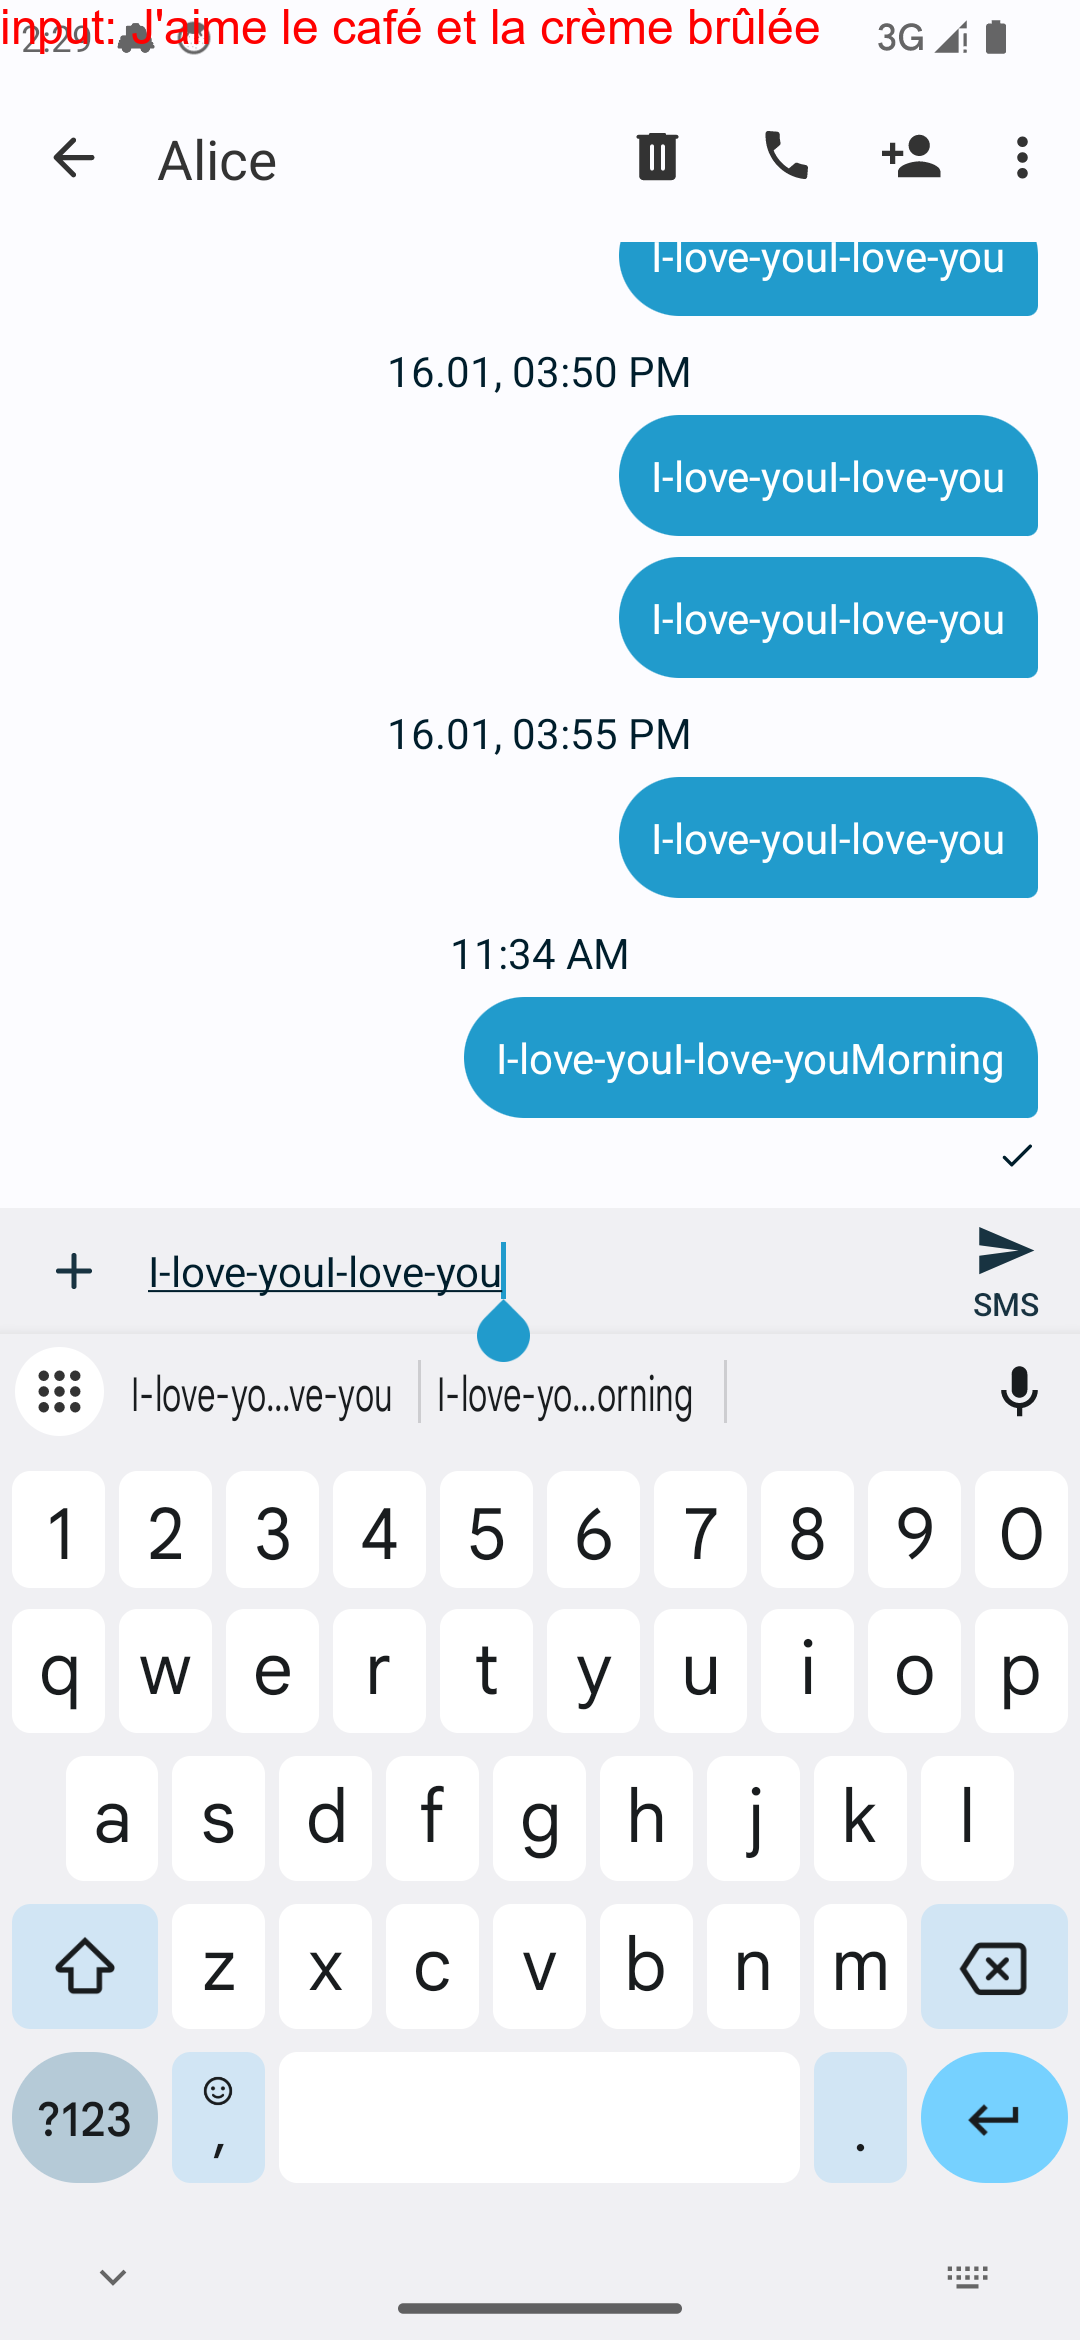 input: J'aime le café et la crème brûlée
2:29
3G
Alice
I-love-youI-love-you
16.01, 03:50 PM
I-love-youI-love-you
I-love-youI-love-you
16.01, 03:55 PM
I-love-youI-love-you
11:34 AM
I-love-youI-love-youMorning
I-love-youI-love-you
SMS
I-love-yo...ve-you I-love-yo...orning
1 2 3 4 5 6 7 8 9 0
q w e r t y u i o p
a s d f g h j k l
z x c v b n m
?123 , .